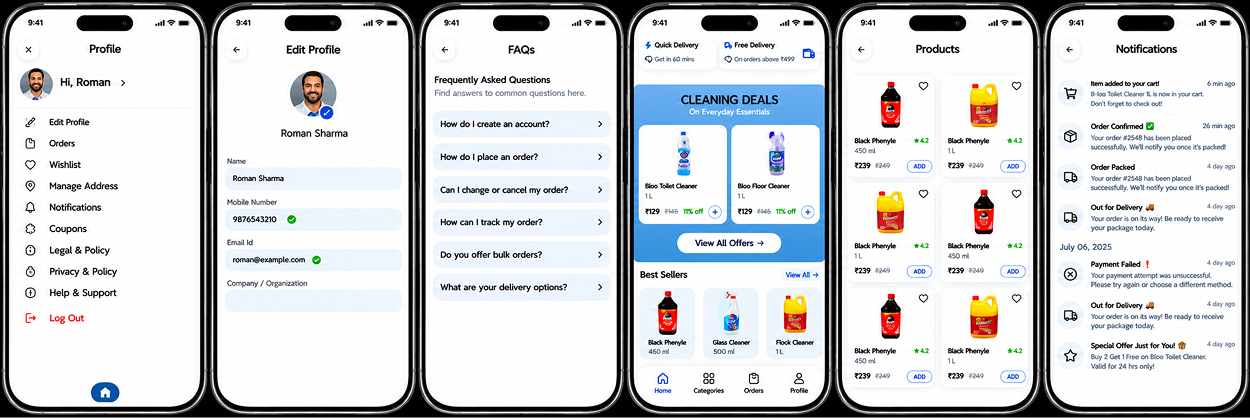 9:41
Profile
Hi, Roman
Edit Profile
Orders
Wishlist
Manage Address
Notifications
Coupons
Legal & Policy
Privacy & Policy
Help & Support
Log Out
9:41
Edit Profile
Roman Sharma
Name
Roman Sharma
Mobile Number
9876543210
Email Id
roman@example.com
Company / Organization
9:41
FAQs
Frequently Asked Questions
Find answers to common questions here.
How do I create an account?
How do I place an order?
Can I change or cancel my order?
How can I track my order?
Do you offer bulk orders?
What are your delivery options?
9:41
Quick Delivery
Get in 60 mins
Free Delivery
On orders above ₹499
CLEANING DEALS
On Everyday Essentials
Bloo Toilet Cleaner
1 L
₹129 ₹145 11% off
Bloo Floor Cleaner
1 L
₹129 ₹145 11% off
View All Offers →
Best Sellers
View All →
Black Phenyle
450 ml
Glass Cleaner
500 ml
Flock Cleaner
1 L
Home
Categories
Orders
Profile
9:41
Products
Black Phenyle ★4.2
450 ml
₹239 ₹249 ADD
Black Phenyle ★4.2
1 L
₹239 ₹249 ADD
Black Phenyle ★4.2
1 L
₹239 ₹249 ADD
Black Phenyle ★4.2
450 ml
₹239 ₹249 ADD
Black Phenyle ★4.2
450 ml
₹239 ₹249 ADD
Black Phenyle ★4.2
1 L
₹239 ₹249 ADD
9:41
Notifications
Item added to your cart! 6 min ago
B-loo Toilet Cleaner 1L is now in your cart.
Don't forget to check out!
Order Confirmed ✅ 26 min ago
Your order #2548 has been placed
successfully. We'll notify you once it's packed!
Order Packed 4 day ago
Your order #2548 has been placed
successfully. We'll notify you once it's packed!
Out for Delivery 🚚 4 day ago
Your order is on its way! Be ready to receive
your package today.
July 06, 2025
Payment Failed ❗ 4 day ago
Your payment attempt was unsuccessful.
Please try again or choose a different method.
Out for Delivery 🚚 4 day ago
Your order is on its way! Be ready to receive
your package today.
Special Offer Just for You! 🎁 4 day ago
Buy 2 Get 1 Free on Bloo Toilet Cleaner.
Valid for 24 hrs only!